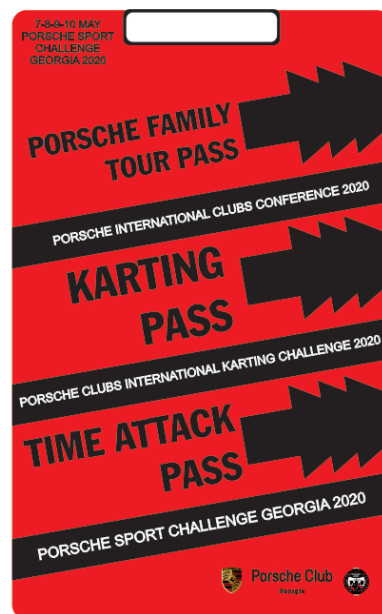 7-8-9-10 MAY
PORSCHE SPORT
CHALLENGE
GEORGIA 2020
PORSCHE FAMILY
TOUR PASS
PORSCHE INTERNATIONAL CLUBS CONFERENCE 2020
KARTING
PASS
PORSCHE CLUBS INTERNATIONAL KARTING CHALLENGE 2020
TIME ATTACK
PASS
PORSCHE SPORT CHALLENGE GEORGIA 2020
Porsche Club
Georgia